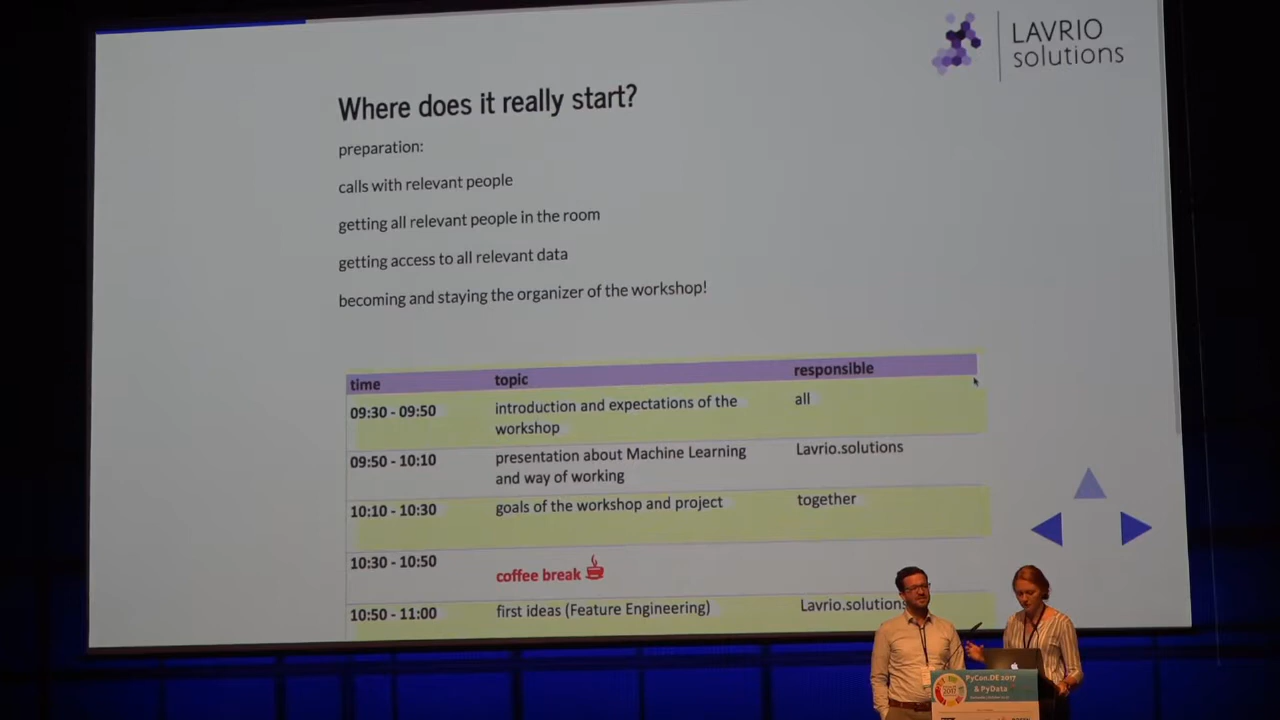 LAVRIO
solutions
Where does it really start?
preparation:
calls with relevant people
getting all relevant people in the room
getting access to all relevant data
becoming and staying the organizer of the workshop!
time topic responsible
09:30 - 09:50 introduction and expectations of the workshop all
09:50 - 10:10 presentation about Machine Learning and way of working Lavrio.solutions
10:10 - 10:30 goals of the workshop and project together
10:30 - 10:50 coffee break
10:50 - 11:00 first ideas (Feature Engineering) Lavrio.solutions
PyCon.DE 2017
& PyData
2017